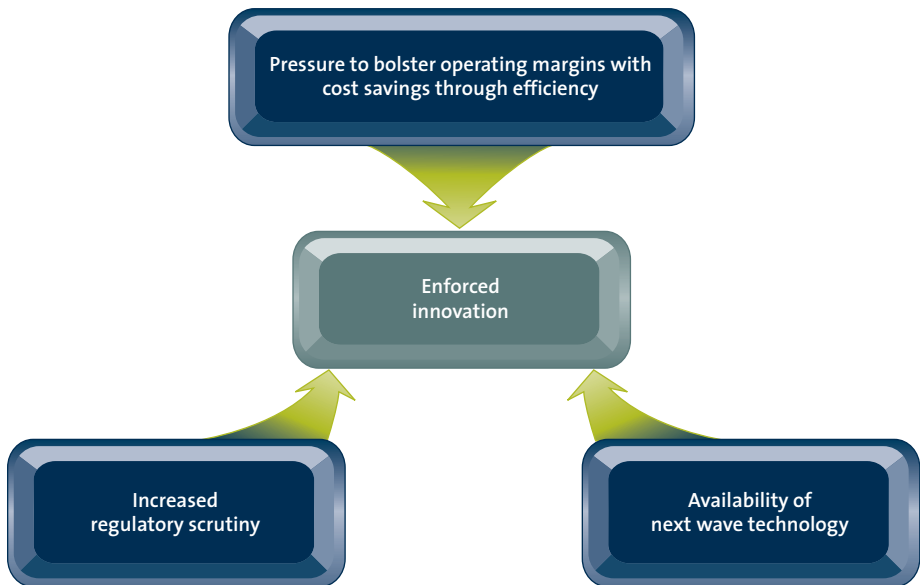 Pressure to bolster operating margins with
cost savings through efficiency
Enforced
innovation
Increased
regulatory scrutiny
Availability of
next wave technology